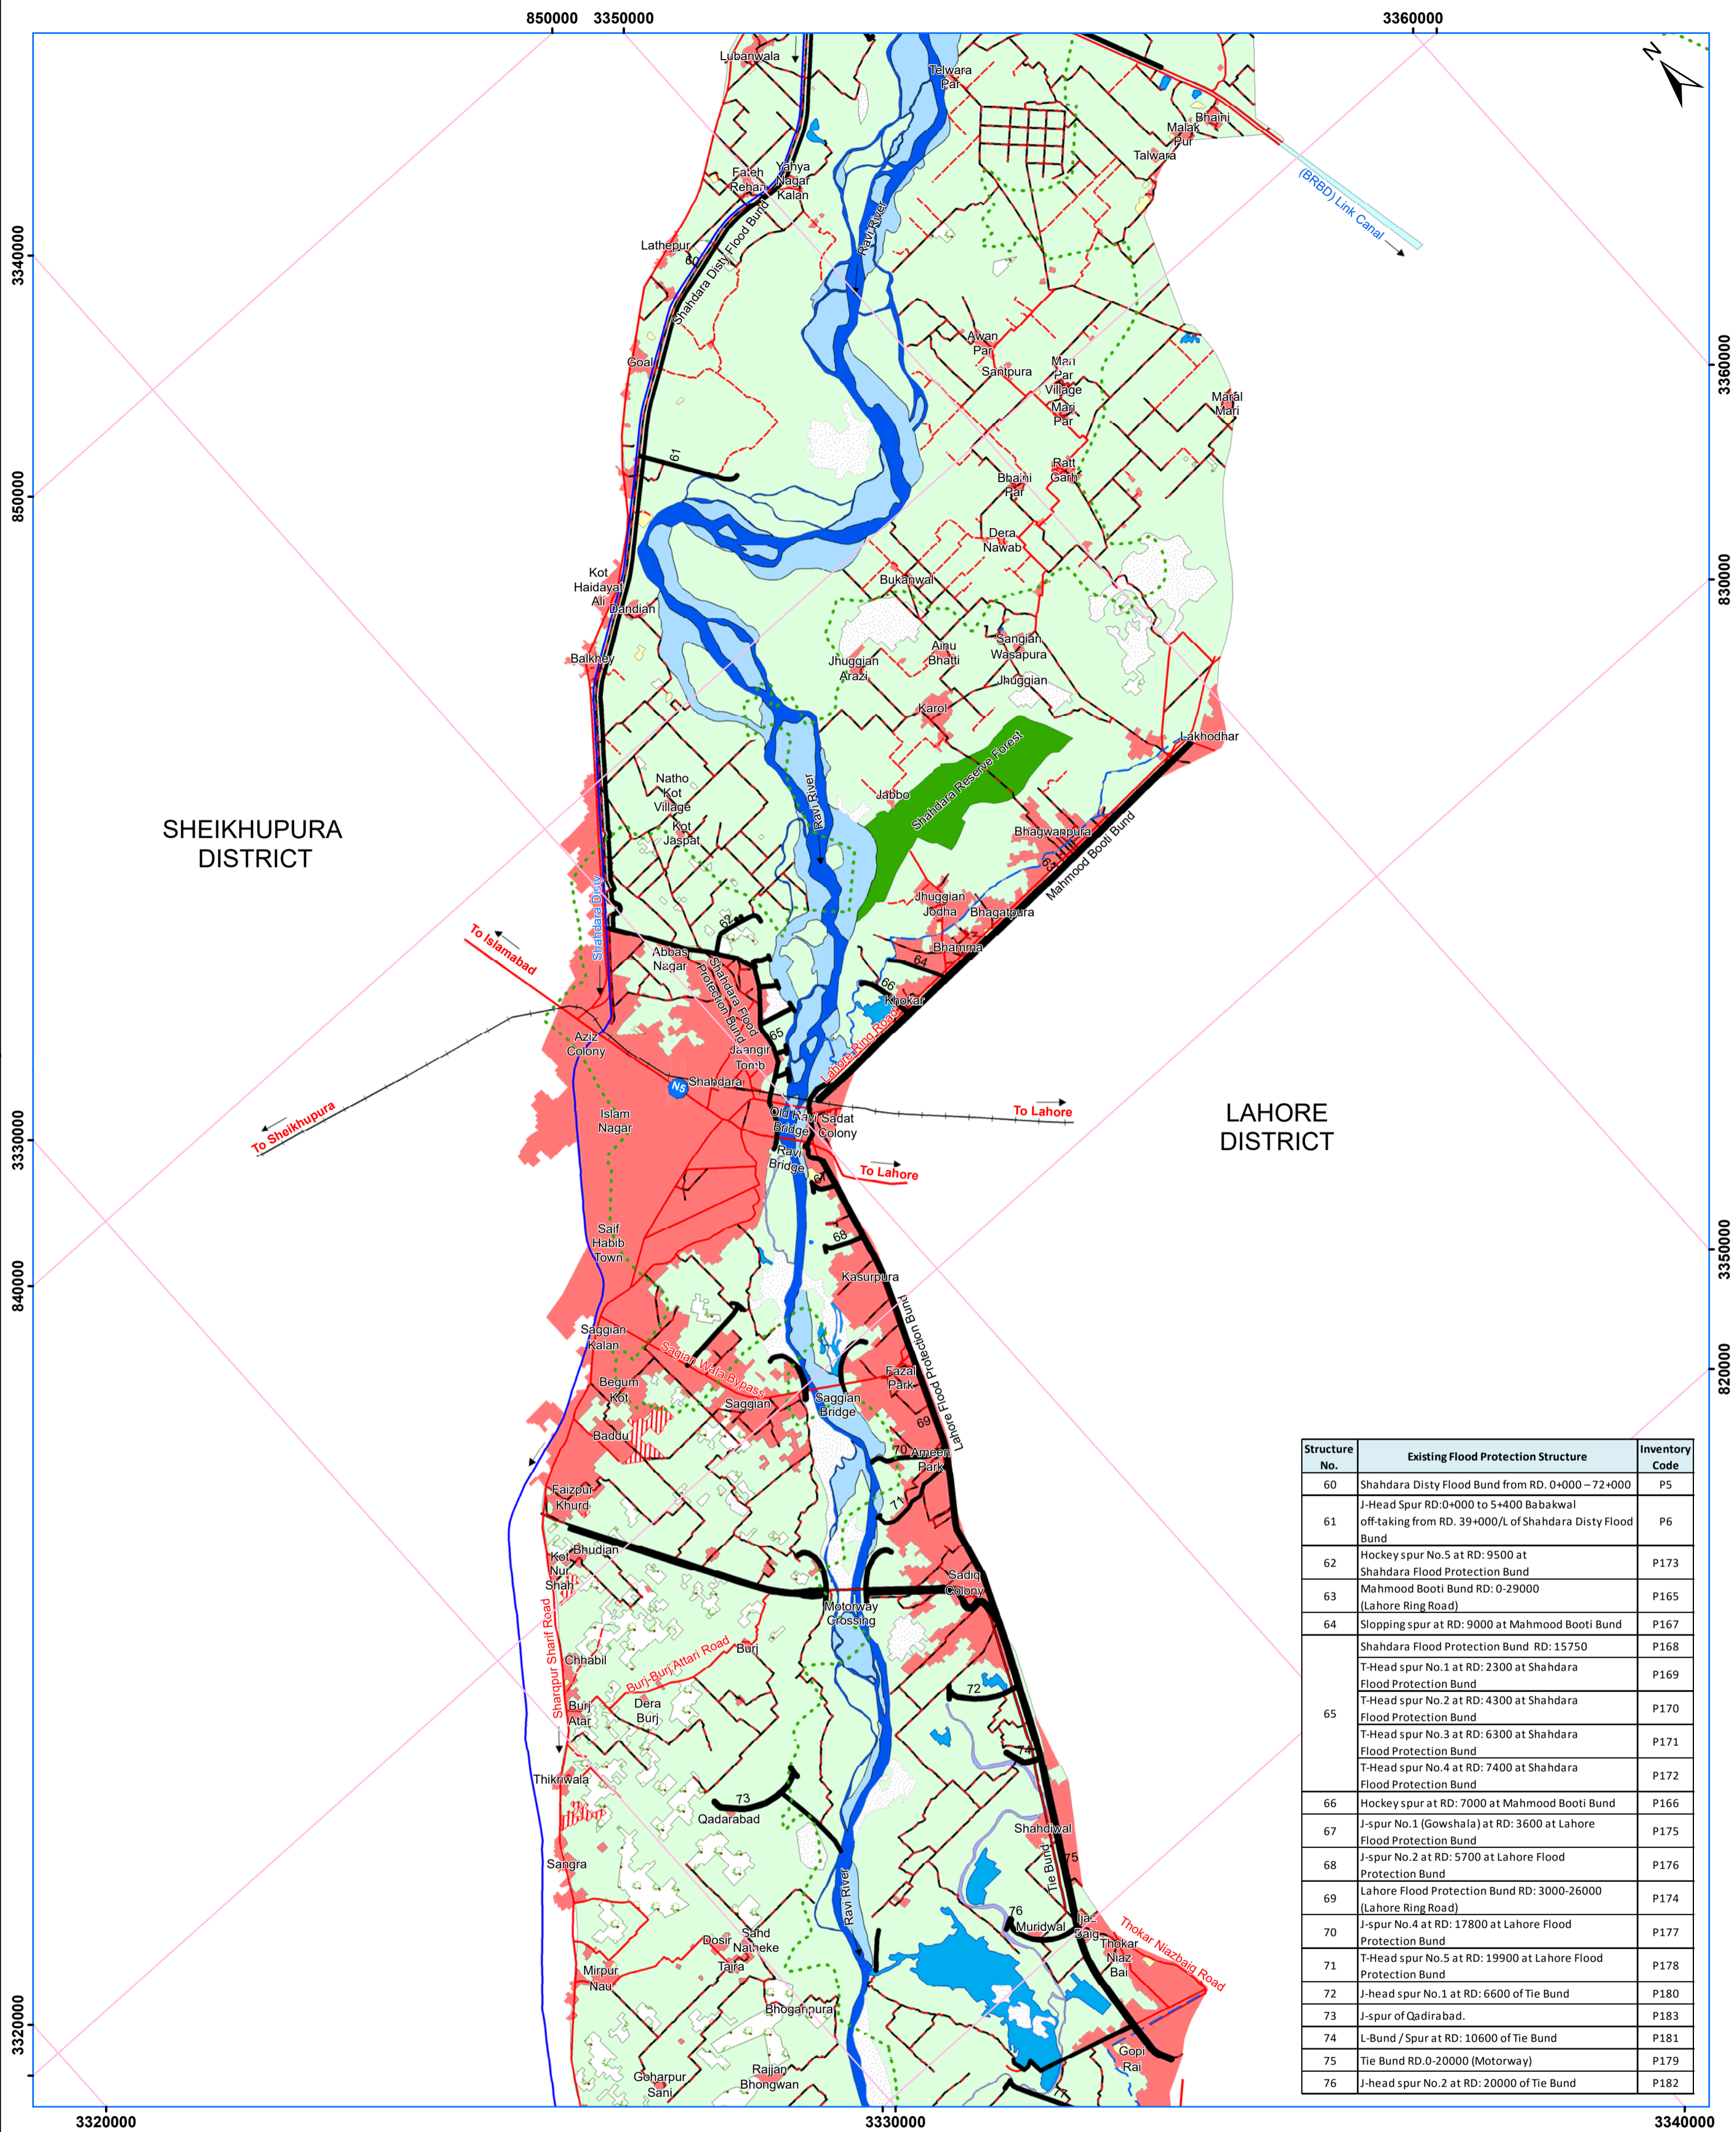 850000 3350000 3360000
N
Lubanwala
Telwara
Par
Bhaini
Malak
Pur
Talwara
(BRBD) Link Canal
Fateh
Rehan
Yahya
Nagar
Kalan
Ravi River
Lathepur
60
Shahdara Disty Flood Bund
3340000
Goal
Awan
Par
Santpura
Mari
Par
Village
Mari
Par
Maral
Mari
3360000
61
Ratt
Garh
Bhaini
Par
850000
Dera
Nawab
Kot
Haidayat
Ali
Dandian
Bukanwal
830000
Balkhey
Ainu
Bhatti
Sangian
Wasapura
Jhuggian
Arazi
Jhuggian
Karol
Lakhodhar
Natho
Kot
Village
Kot
Jaspat
Ravi River
Jabbo
Shahdara Reserve Forest
Bhagwanpura
63
Mahmood Booti Bund
SHEIKHUPURA
DISTRICT
Shahdara Disty
Jhuggian
Jodha
Bhagatpura
62
To Islamabad
Abbas
Nagar
Shahdara Flood
Protection Bund
Bhamma
64
66
Khokar
Lahore Ring Road
65
Aziz
Colony
Jaangir
Tomb
N5
Shahdara
To Sheikhupura
Islam
Nagar
Old Ravi
Bridge
Sadat
Colony
To Lahore
LAHORE
DISTRICT
Ravi
Bridge
To Lahore
67
3330000
Saif
Habib
Town
68
3350000
840000
Kasurpura
Saggian
Kalan
Lahore Flood Protection Bund
Sagian Wala Bypass
Begum
Kot
Saggian
Saggian
Bridge
Fazal
Park
820000
69
Baddu
70
Ameen
Park
71
Faizpur
Khurd
Bhudian
Kot
Nur
Shah
Sadiq
Colony
Motorway
Crossing
Sharqpur Sharif Road
Chhabil
Burj
Burj-Burj Attari Road
Burj
Atar
Dera
Burj
72
74
Thikriwala
73
Qadarabad
Shahdiwal
75
Tie Bund
Sangra
Ravi River
76
Muridwal
Ijaz
Baig
Thokar
Niaz
Bai
Thokar Niazbaig Road
Dosir
Tajra
Sahd
Natheke
Mirpur
Nau
Bhoganpura
3320000
Gopi
Rai
Goharpur
Sani
Rajjan
Bhongwan
77
3320000 3330000 3340000
Structure No. Existing Flood Protection Structure Inventory Code
60 Shahdara Disty Flood Bund from RD. 0+000 – 72+000 P5
61 J-Head Spur RD:0+000 to 5+400 Babakwal
off-taking from RD. 39+000/L of Shahdara Disty Flood
Bund P6
62 Hockey spur No.5 at RD: 9500 at
Shahdara Flood Protection Bund P173
63 Mahmood Booti Bund RD: 0-29000
(Lahore Ring Road) P165
64 Slopping spur at RD: 9000 at Mahmood Booti Bund P167
65 Shahdara Flood Protection Bund RD: 15750 P168
T-Head spur No.1 at RD: 2300 at Shahdara
Flood Protection Bund P169
T-Head spur No.2 at RD: 4300 at Shahdara
Flood Protection Bund P170
T-Head spur No.3 at RD: 6300 at Shahdara
Flood Protection Bund P171
T-Head spur No.4 at RD: 7400 at Shahdara
Flood Protection Bund P172
66 Hockey spur at RD: 7000 at Mahmood Booti Bund P166
67 J-spur No.1 (Gowshala) at RD: 3600 at Lahore
Flood Protection Bund P175
68 J-spur No.2 at RD: 5700 at Lahore Flood
Protection Bund P176
69 Lahore Flood Protection Bund RD: 3000-26000
(Lahore Ring Road) P174
70 J-spur No.4 at RD: 17800 at Lahore Flood
Protection Bund P177
71 T-Head spur No.5 at RD: 19900 at Lahore Flood
Protection Bund P178
72 J-head spur No.1 at RD: 6600 of Tie Bund P180
73 J-spur of Qadirabad. P183
74 L-Bund / Spur at RD: 10600 of Tie Bund P181
75 Tie Bund RD.0-20000 (Motorway) P179
76 J-head spur No.2 at RD: 20000 of Tie Bund P182